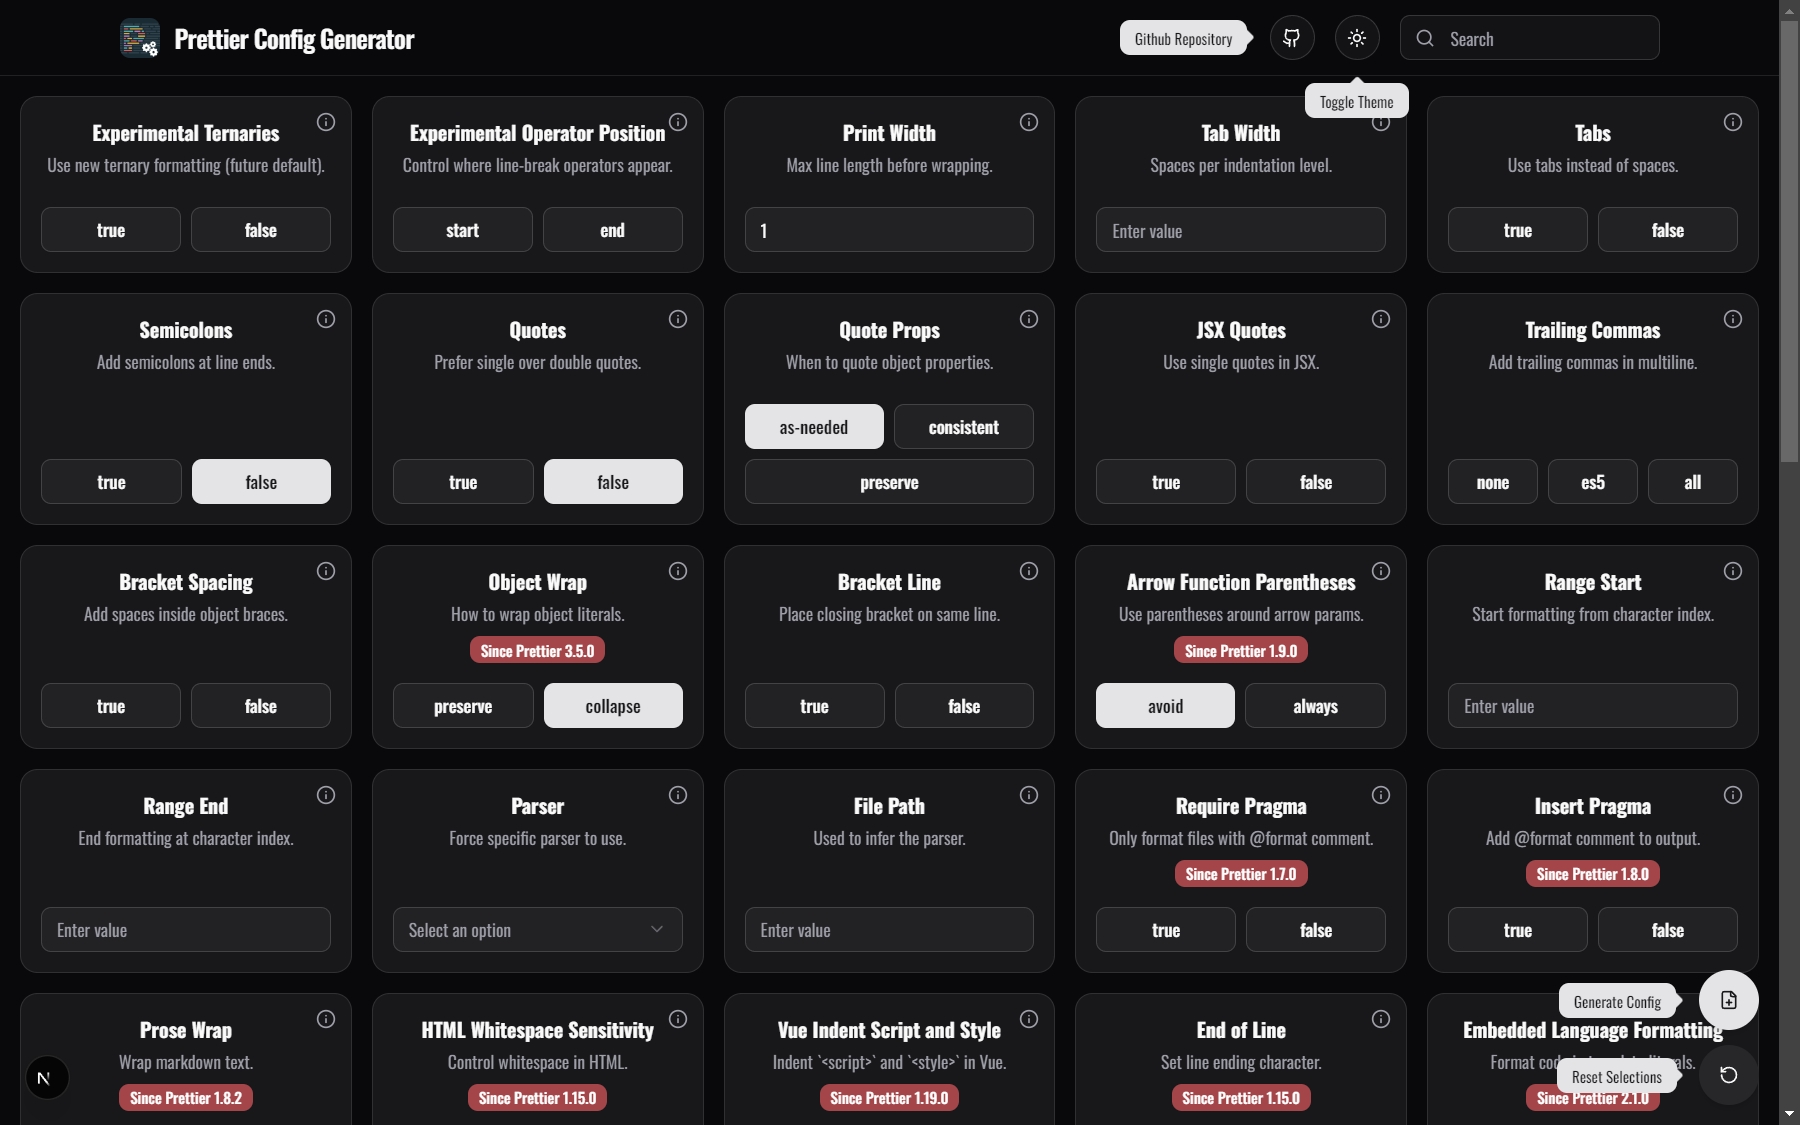 Prettier Config Generator
Github Repository
Search
Toggle Theme
Experimental Ternaries
Use new ternary formatting (future default).
true
false
Experimental Operator Position
Control where line-break operators appear.
start
end
Print Width
Max line length before wrapping.
1
Tab Width
Spaces per indentation level.
Enter value
Tabs
Use tabs instead of spaces.
true
false
Semicolons
Add semicolons at line ends.
true
false
Quotes
Prefer single over double quotes.
true
false
Quote Props
When to quote object properties.
as-needed
consistent
preserve
JSX Quotes
Use single quotes in JSX.
true
false
Trailing Commas
Add trailing commas in multiline.
none
es5
all
Bracket Spacing
Add spaces inside object braces.
true
false
Object Wrap
How to wrap object literals.
Since Prettier 3.5.0
preserve
collapse
Bracket Line
Place closing bracket on same line.
true
false
Arrow Function Parentheses
Use parentheses around arrow params.
Since Prettier 1.9.0
avoid
always
Range Start
Start formatting from character index.
Enter value
Range End
End formatting at character index.
Enter value
Parser
Force specific parser to use.
Select an option
File Path
Used to infer the parser.
Enter value
Require Pragma
Only format files with @format comment.
Since Prettier 1.7.0
true
false
Insert Pragma
Add @format comment to output.
Since Prettier 1.8.0
true
false
Generate Config
Prose Wrap
Wrap markdown text.
Since Prettier 1.8.2
HTML Whitespace Sensitivity
Control whitespace in HTML.
Since Prettier 1.15.0
Vue Indent Script and Style
Indent `<script>` and `<style>` in Vue.
Since Prettier 1.19.0
End of Line
Set line ending character.
Since Prettier 1.15.0
Embedded Language Formatting
Format
Reset Selections
Since Prettier 2.1.0
N